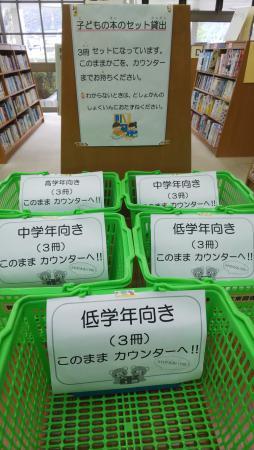 子どもの本のセット貸出
3冊 セットになっています。
このままかごを、カウンター
までお持ちください。
わからないときは、としょかんの
しょくいんにおたずねください。
高学年向き
(3冊)
このまま カウンターへ!!
中学年向き
(3冊)
このまま カウンターへ!!
中学年向き
(3冊)
このまま カウンターへ!!
低学年向き
(3冊)
このまま カウンターへ!!
低学年向き
(3冊)
このまま カウンターへ!!